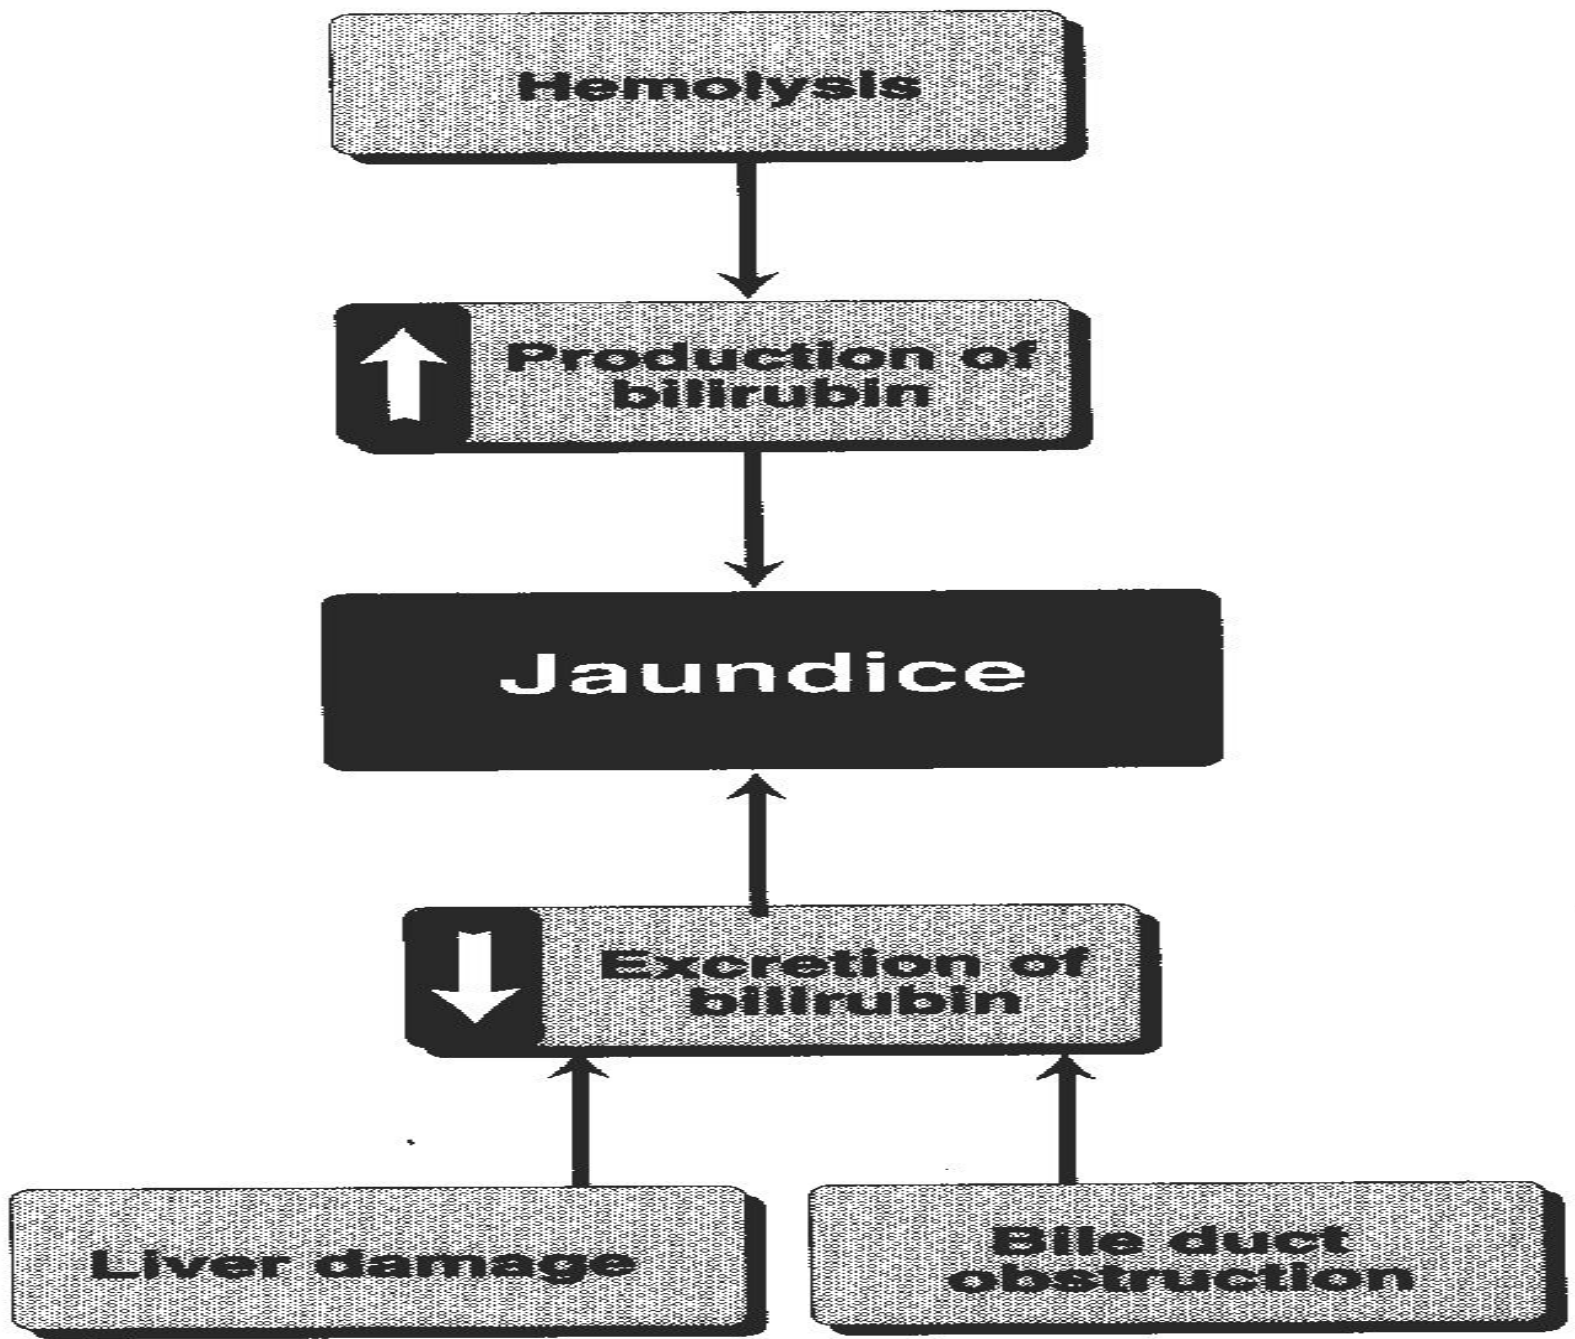 Hemolysis
Production of
bilirubin
Jaundice
Excretion of
bilirubin
Liver damage
Bile duct
obstruction